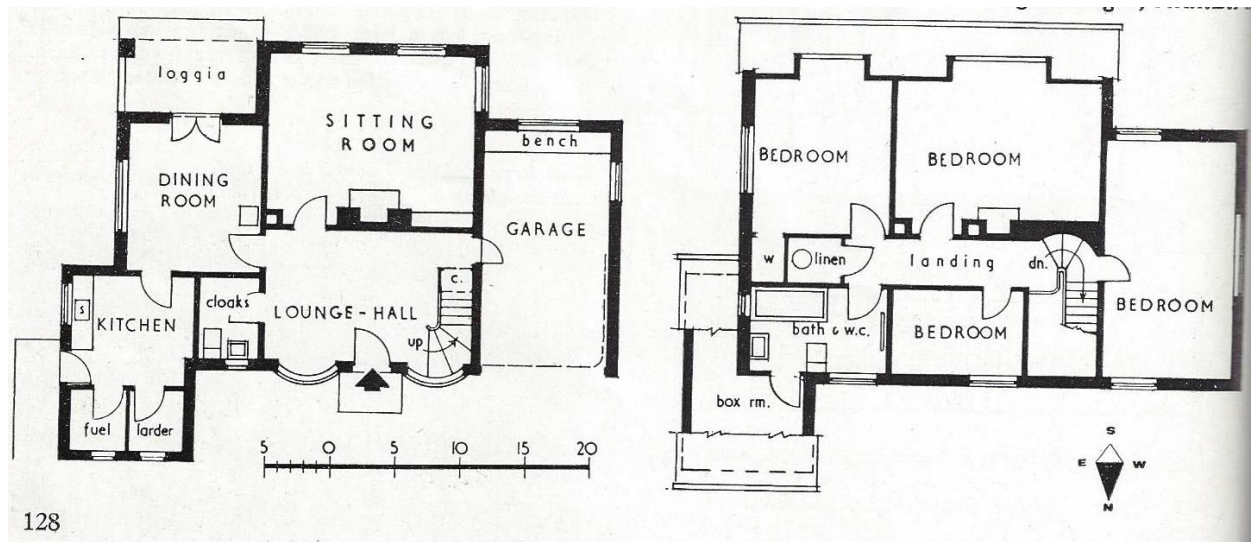 loggia
SITTING
ROOM
bench
DINING
ROOM
GARAGE
c.
cloaks
S
KITCHEN
LOUNGE-HALL
up
fuel
larder
5 0 5 10 15 20
128
BEDROOM
BEDROOM
w
linen
landing
dn.
BEDROOM
bath & w.c.
BEDROOM
box rm.
S
E W
N